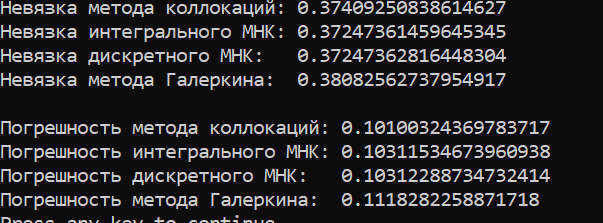 Невязка метода коллокаций: 0.37409250838614627
Невязка интегрального МНК: 0.37247361459645345
Невязка дискретного МНК: 0.37247362816448304
Невязка метода Галеркина: 0.38082562737954917
Погрешность метода коллокаций: 0.10100324369783717
Погрешность интегрального МНК: 0.10311534673960938
Погрешность дискретного МНК: 0.10312288734732414
Погрешность метода Галеркина: 0.1118282258871718
Press any key to continue